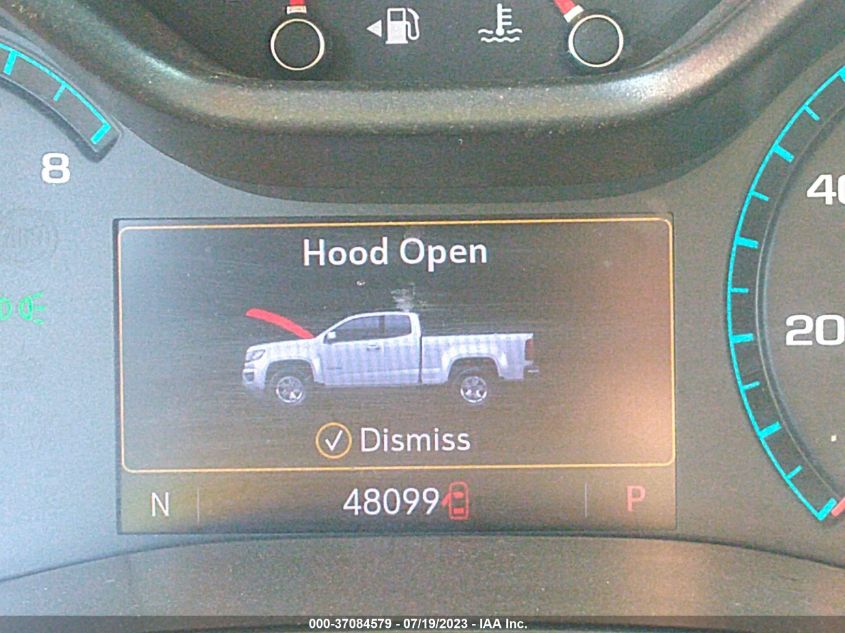 8
40
20
Hood Open
Dismiss
N 48099 P
000-37084579 - 07/19/2023 - IAA Inc.